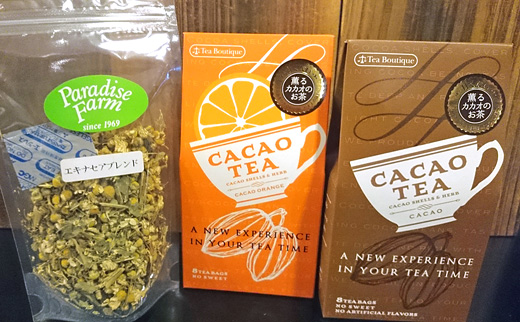 Paradise
Farm
since 1969
エキナセアブレンド
Tea Boutique
薫る
カカオの
お茶
CACAO
TEA
CACAO SHELLS & HERB
CACAO ORANGE
A NEW EXPERIENCE
IN YOUR TEA TIME
8 TEA BAGS
NO SWEET
Tea Boutique
薫る
カカオの
お茶
CACAO
TEA
CACAO SHELLS & HERB
CACAO
A NEW EXPERIENCE
IN YOUR TEA TIME
8 TEA BAGS
NO SWEET
NO ARTIFICIAL FLAVORS